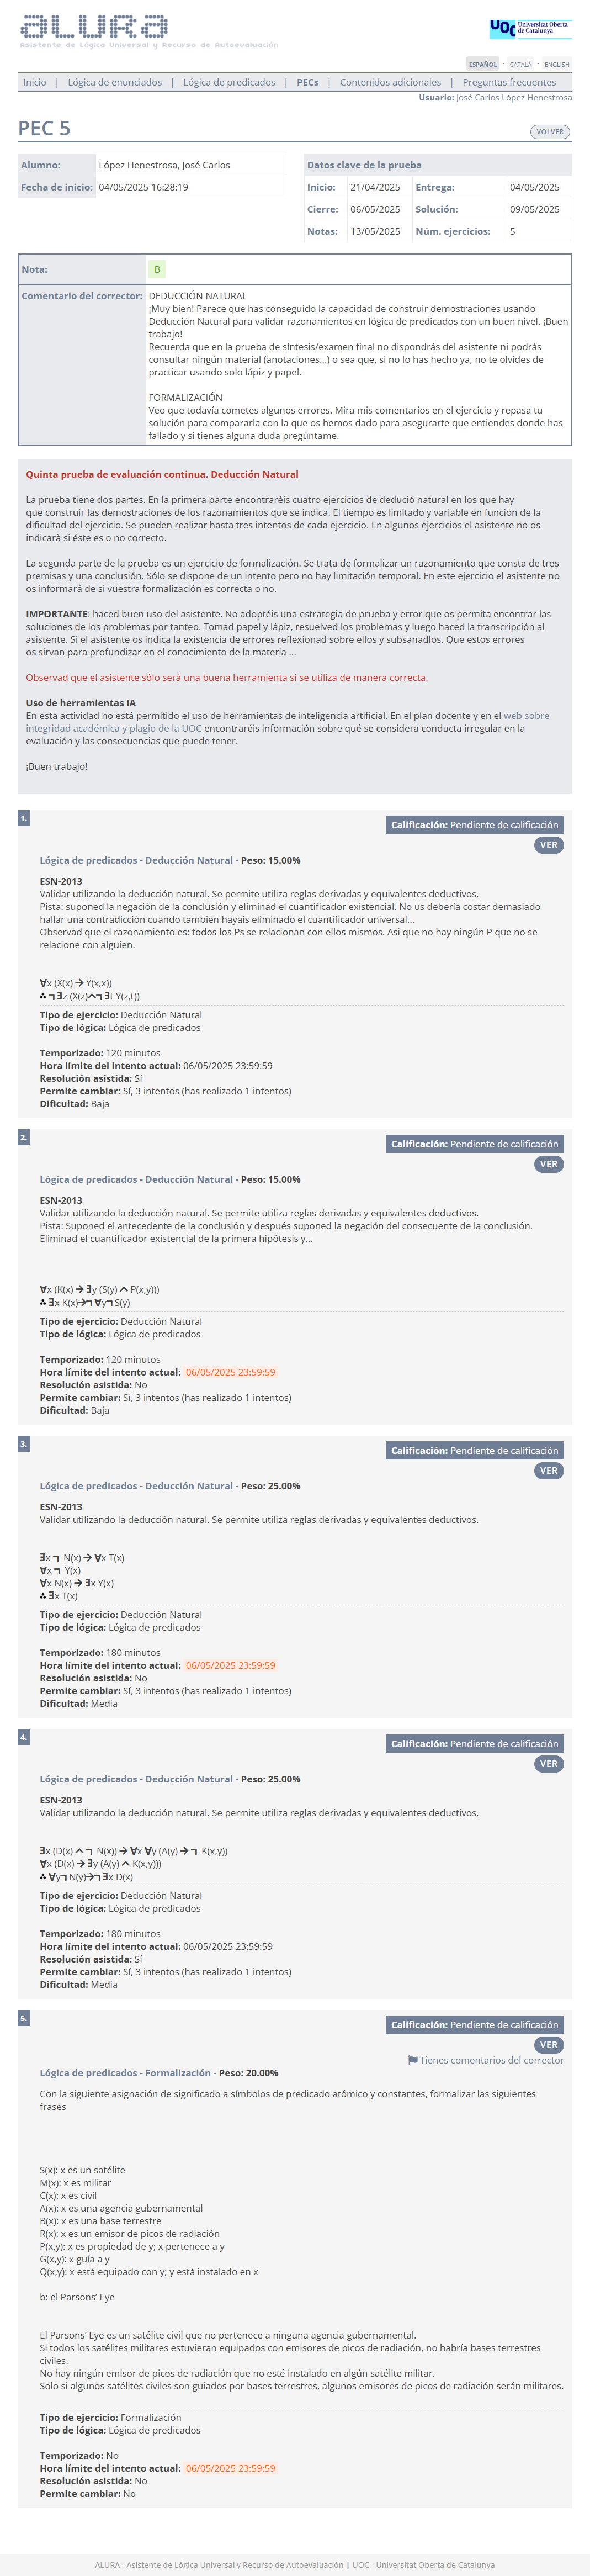 ALURA
Asistente de Lógica Universal y Recurso de Autoevaluación
UOC Universitat Oberta de Catalunya
ESPAÑOL · CATALÀ · ENGLISH
Inicio | Lógica de enunciados | Lógica de predicados | PECs | Contenidos adicionales | Preguntas frecuentes
Usuario: José Carlos López Henestrosa
PEC 5
VOLVER
Alumno: López Henestrosa, José Carlos
Fecha de inicio: 04/05/2025 16:28:19
Datos clave de la prueba
Inicio: 21/04/2025 Entrega: 04/05/2025
Cierre: 06/05/2025 Solución: 09/05/2025
Notas: 13/05/2025 Núm. ejercicios: 5
Nota: B
Comentario del corrector: DEDUCCIÓN NATURAL
¡Muy bien! Parece que has conseguido la capacidad de construir demostraciones usando
Deducción Natural para validar razonamientos en lógica de predicados con un buen nivel. ¡Buen
trabajo!
Recuerda que en la prueba de síntesis/examen final no dispondrás del asistente ni podrás
consultar ningún material (anotaciones...) o sea que, si no lo has hecho ya, no te olvides de
practicar usando solo lápiz y papel.
FORMALIZACIÓN
Veo que todavía cometes algunos errores. Mira mis comentarios en el ejercicio y repasa tu
solución para compararla con la que os hemos dado para asegurarte que entiendes donde has
fallado y si tienes alguna duda pregúntame.
Quinta prueba de evaluación continua. Deducción Natural
La prueba tiene dos partes. En la primera parte encontraréis cuatro ejercicios de dedució natural en los que hay
que construir las demostraciones de los razonamientos que se indica. El tiempo es limitado y variable en función de la
dificultad del ejercicio. Se pueden realizar hasta tres intentos de cada ejercicio. En algunos ejercicios el asistente no os
indicarà si éste es o no correcto.
La segunda parte de la prueba es un ejercicio de formalización. Se trata de formalizar un razonamiento que consta de tres
premisas y una conclusión. Sólo se dispone de un intento pero no hay limitación temporal. En este ejercicio el asistente no
os informará de si vuestra formalización es correcta o no.
IMPORTANTE: haced buen uso del asistente. No adoptéis una estrategia de prueba y error que os permita encontrar las
soluciones de los problemas por tanteo. Tomad papel y lápiz, resuelved los problemas y luego haced la transcripción al
asistente. Si el asistente os indica la existencia de errores reflexionad sobre ellos y subsanadlos. Que estos errores
os sirvan para profundizar en el conocimiento de la materia ...
Observad que el asistente sólo será una buena herramienta si se utiliza de manera correcta.
Uso de herramientas IA
En esta actividad no está permitido el uso de herramientas de inteligencia artificial. En el plan docente y en el web sobre
integridad académica y plagio de la UOC encontraréis información sobre qué se considera conducta irregular en la
evaluación y las consecuencias que puede tener.
¡Buen trabajo!
1.
Calificación: Pendiente de calificación
VER
Lógica de predicados - Deducción Natural - Peso: 15.00%
ESN-2013
Validar utilizando la deducción natural. Se permite utiliza reglas derivadas y equivalentes deductivos.
Pista: suponed la negación de la conclusión y eliminad el cuantificador existencial. No us debería costar demasiado
hallar una contradicción cuando también hayais eleminado el cuantificador universal...
Observad que el razonamiento es: todos los Ps se relacionan con ellos mismos. Asi que no hay ningún P que no se
relacione con alguien.
∀x (X(x) → Y(x,x))
∴ ¬∃z (X(z)∧¬∃t Y(z,t))
Tipo de ejercicio: Deducción Natural
Tipo de lógica: Lógica de predicados
Temporizado: 120 minutos
Hora límite del intento actual: 06/05/2025 23:59:59
Resolución asistida: Sí
Permite cambiar: Sí, 3 intentos (has realizado 1 intentos)
Dificultad: Baja
2.
Calificación: Pendiente de calificación
VER
Lógica de predicados - Deducción Natural - Peso: 15.00%
ESN-2013
Validar utilizando la deducción natural. Se permite utiliza reglas derivadas y equivalentes deductivos.
Pista: Suponed el antecedente de la conclusión y después suponed la negación del consecuente de la conclusión.
Eliminad el cuantificador existencial de la primera hipótesis y...
∀x (K(x) → ∃y (S(y) ∧ P(x,y)))
∴ ∃x K(x)→¬∀y¬S(y)
Tipo de ejercicio: Deducción Natural
Tipo de lógica: Lógica de predicados
Temporizado: 120 minutos
Hora límite del intento actual: 06/05/2025 23:59:59
Resolución asistida: No
Permite cambiar: Sí, 3 intentos (has realizado 1 intentos)
Dificultad: Baja
3.
Calificación: Pendiente de calificación
VER
Lógica de predicados - Deducción Natural - Peso: 25.00%
ESN-2013
Validar utilizando la deducción natural. Se permite utiliza reglas derivadas y equivalentes deductivos.
∃x ¬ N(x) → ∀x T(x)
∀x ¬ Y(x)
∀x N(x) → ∃x Y(x)
∴ ∃x T(x)
Tipo de ejercicio: Deducción Natural
Tipo de lógica: Lógica de predicados
Temporizado: 180 minutos
Hora límite del intento actual: 06/05/2025 23:59:59
Resolución asistida: No
Permite cambiar: Sí, 3 intentos (has realizado 1 intentos)
Dificultad: Media
4.
Calificación: Pendiente de calificación
VER
Lógica de predicados - Deducción Natural - Peso: 25.00%
ESN-2013
Validar utilizando la deducción natural. Se permite utiliza reglas derivadas y equivalentes deductivos.
∃x (D(x) ∧ ¬ N(x)) → ∀x ∀y (A(y) → ¬ K(x,y))
∀x (D(x) → ∃y (A(y) ∧ K(x,y)))
∴ ∀y¬N(y)→¬∃x D(x)
Tipo de ejercicio: Deducción Natural
Tipo de lógica: Lógica de predicados
Temporizado: 180 minutos
Hora límite del intento actual: 06/05/2025 23:59:59
Resolución asistida: Sí
Permite cambiar: Sí, 3 intentos (has realizado 1 intentos)
Dificultad: Media
5.
Calificación: Pendiente de calificación
VER
Tienes comentarios del corrector
Lógica de predicados - Formalización - Peso: 20.00%
Con la siguiente asignación de significado a símbolos de predicado atómico y constantes, formalizar las siguientes
frases
S(x): x es un satélite
M(x): x es militar
C(x): x es civil
A(x): x es una agencia gubernamental
B(x): x es una base terrestre
R(x): x es un emisor de picos de radiación
P(x,y): x es propiedad de y; x pertenece a y
G(x,y): x guía a y
Q(x,y): x está equipado con y; y está instalado en x
b: el Parsons’ Eye
El Parsons’ Eye es un satélite civil que no pertenece a ninguna agencia gubernamental.
Si todos los satélites militares estuvieran equipados con emisores de picos de radiación, no habría bases terrestres
civiles.
No hay ningún emisor de picos de radiación que no esté instalado en algún satélite militar.
Solo si algunos satélites civiles son guiados por bases terrestres, algunos emisores de picos de radiación serán militares.
Tipo de ejercicio: Formalización
Tipo de lógica: Lógica de predicados
Temporizado: No
Hora límite del intento actual: 06/05/2025 23:59:59
Resolución asistida: No
Permite cambiar: No
ALURA - Asistente de Lógica Universal y Recurso de Autoevaluación | UOC - Universitat Oberta de Catalunya